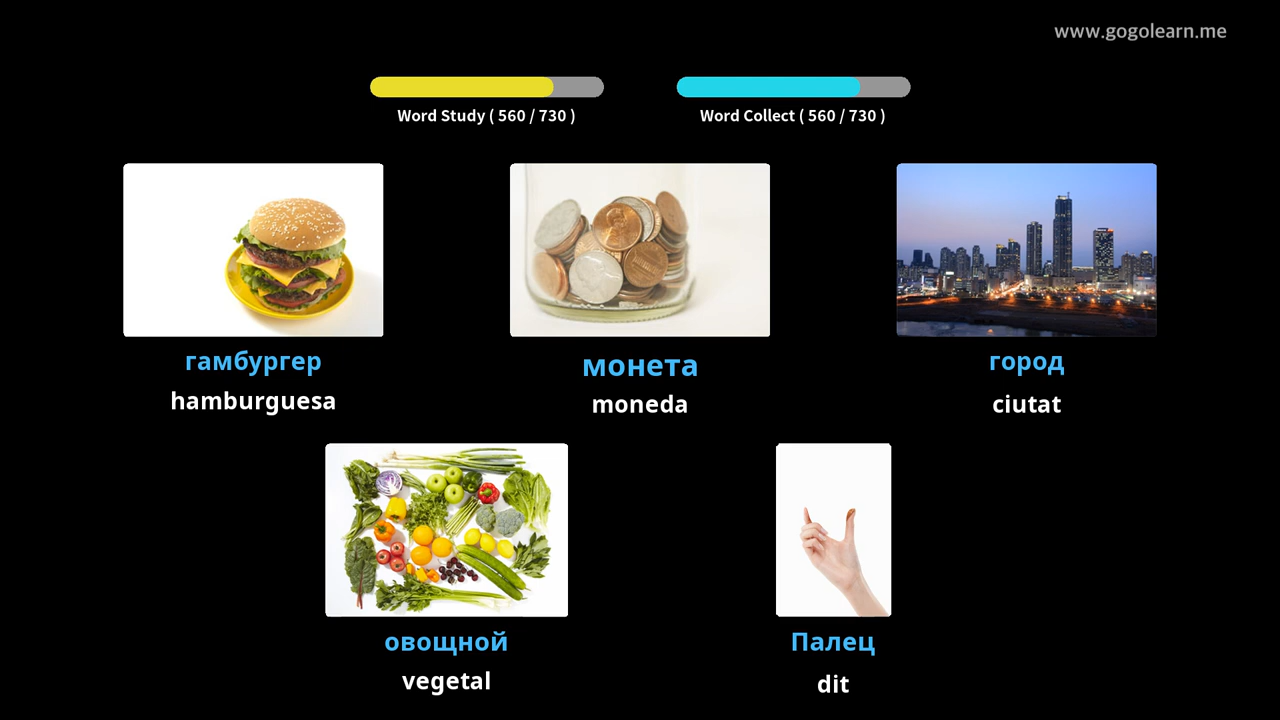 www.gogolearn.me
Word Study ( 560 / 730 )
Word Collect ( 560 / 730 )
гамбургер
hamburguesa
монета
moneda
город
ciutat
овощной
vegetal
Палец
dit